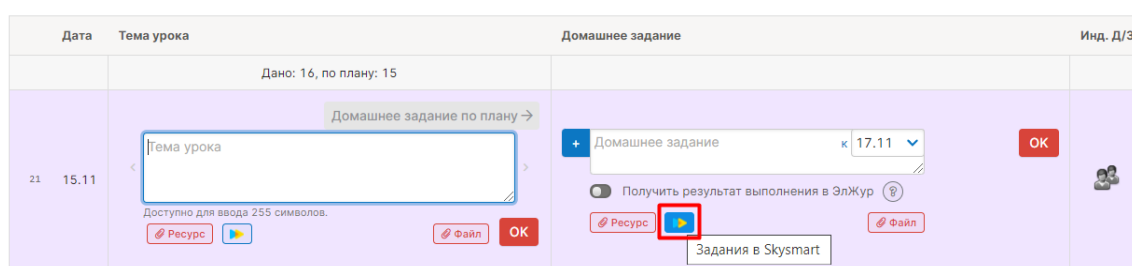 Дата Тема урока Домашнее задание Инд. Д/З
Дано: 16, по плану: 15
Домашнее задание по плану →
Тема урока
+ Домашнее задание к 17.11 OK
21 15.11
Получить результат выполнения в ЭлЖур ?
Доступно для ввода 255 символов.
Ресурс Файл OK
Ресурс Файл
Задания в Skysmart